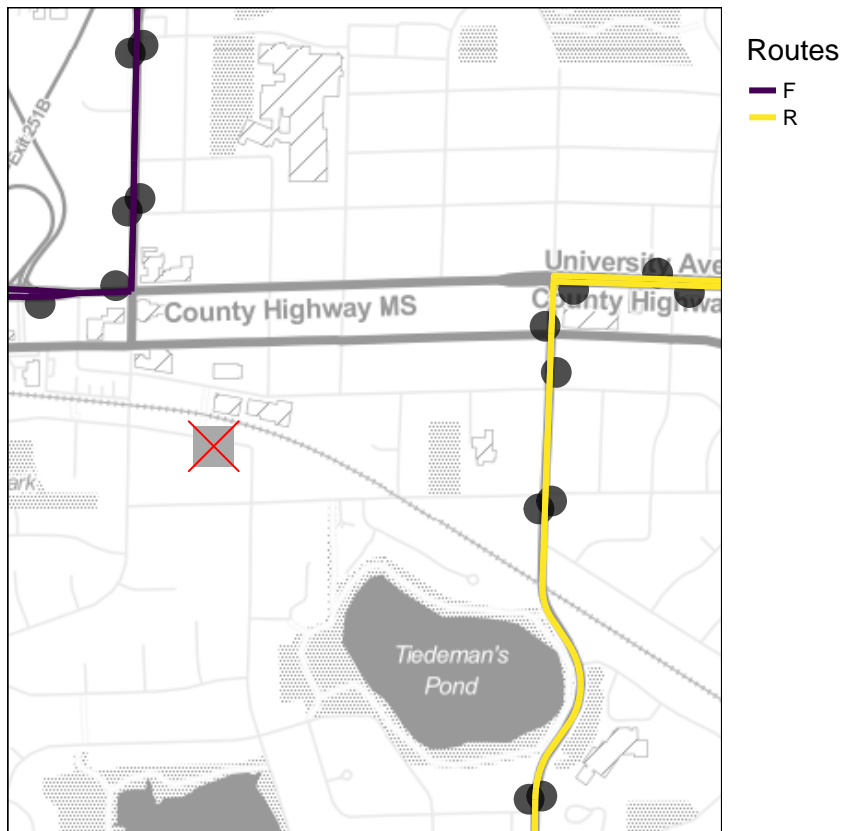 Routes
F
R
Exit 251B
University Ave
County Highwa
County Highway MS
ark
Tiedeman's
Pond